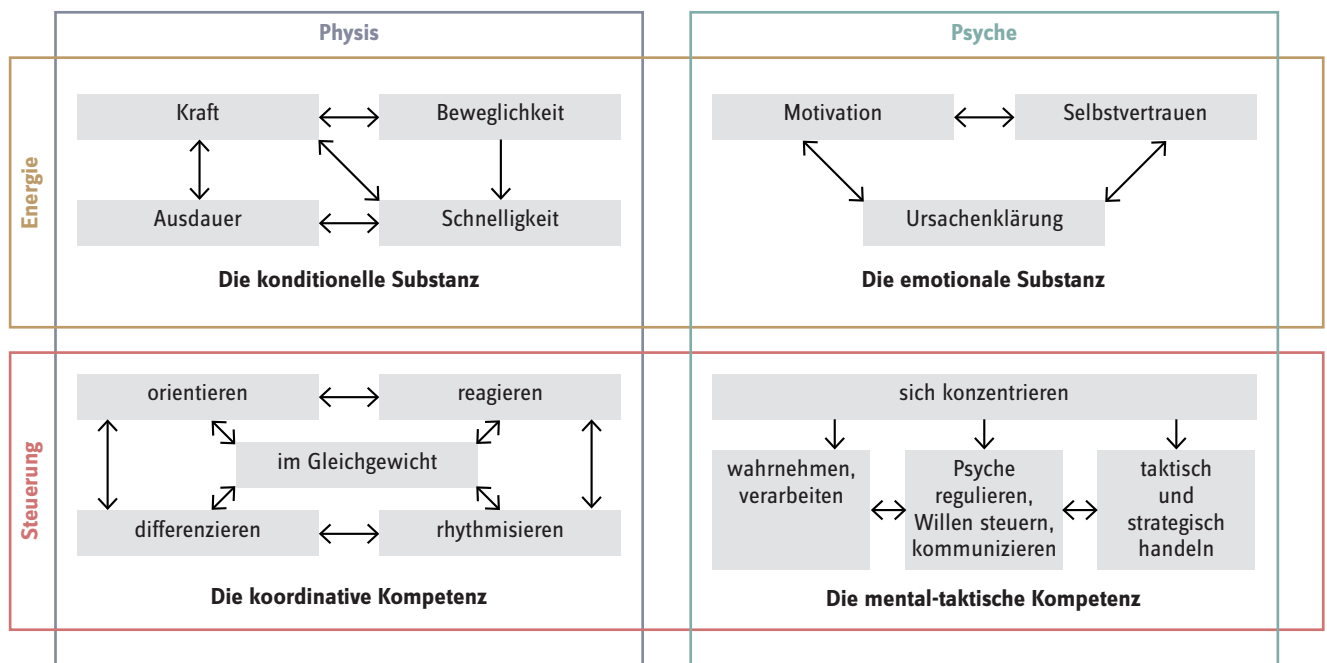 Physis
Psyche
Energie
Kraft
Beweglichkeit
Ausdauer
Schnelligkeit
Die konditionelle Substanz
Motivation
Selbstvertrauen
Ursachenklärung
Die emotionale Substanz
Steuerung
orientieren
reagieren
im Gleichgewicht
differenzieren
rhythmisieren
Die koordinative Kompetenz
sich konzentrieren
wahrnehmen,
verarbeiten
Psyche
regulieren,
Willen steuern,
kommunizieren
taktisch
und
strategisch
handeln
Die mental-taktische Kompetenz